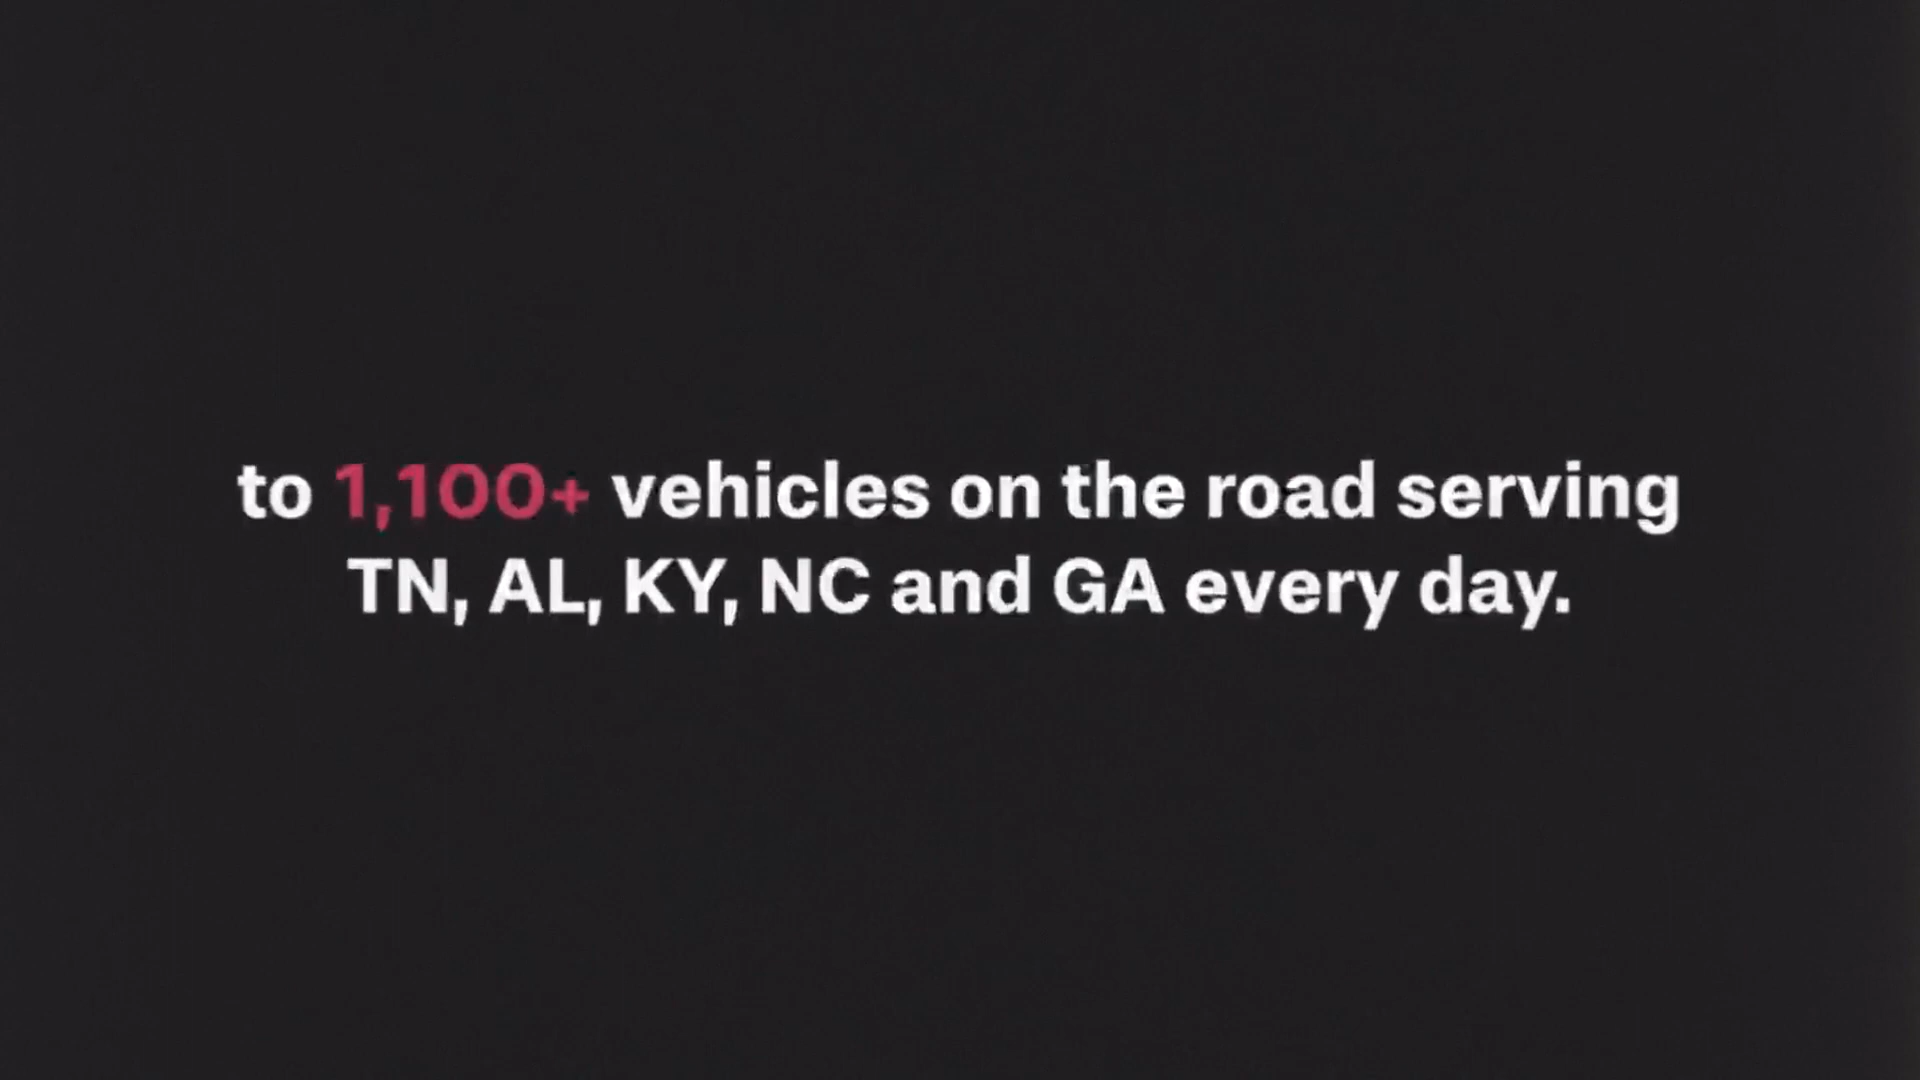 to 1,100+ vehicles on the road serving
TN, AL, KY, NC and GA every day.